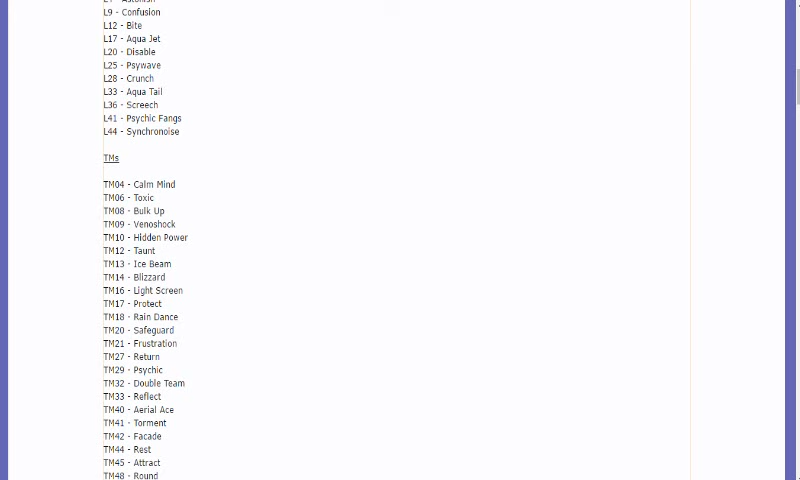 L9 - Confusion
L12 - Bite
L17 - Aqua Jet
L20 - Disable
L25 - Psywave
L28 - Crunch
L33 - Aqua Tail
L36 - Screech
L41 - Psychic Fangs
L44 - Synchronoise
TMs
TM04 - Calm Mind
TM06 - Toxic
TM08 - Bulk Up
TM09 - Venoshock
TM10 - Hidden Power
TM12 - Taunt
TM13 - Ice Beam
TM14 - Blizzard
TM16 - Light Screen
TM17 - Protect
TM18 - Rain Dance
TM20 - Safeguard
TM21 - Frustration
TM27 - Return
TM29 - Psychic
TM32 - Double Team
TM33 - Reflect
TM40 - Aerial Ace
TM41 - Torment
TM42 - Facade
TM44 - Rest
TM45 - Attract
TM48 - Round